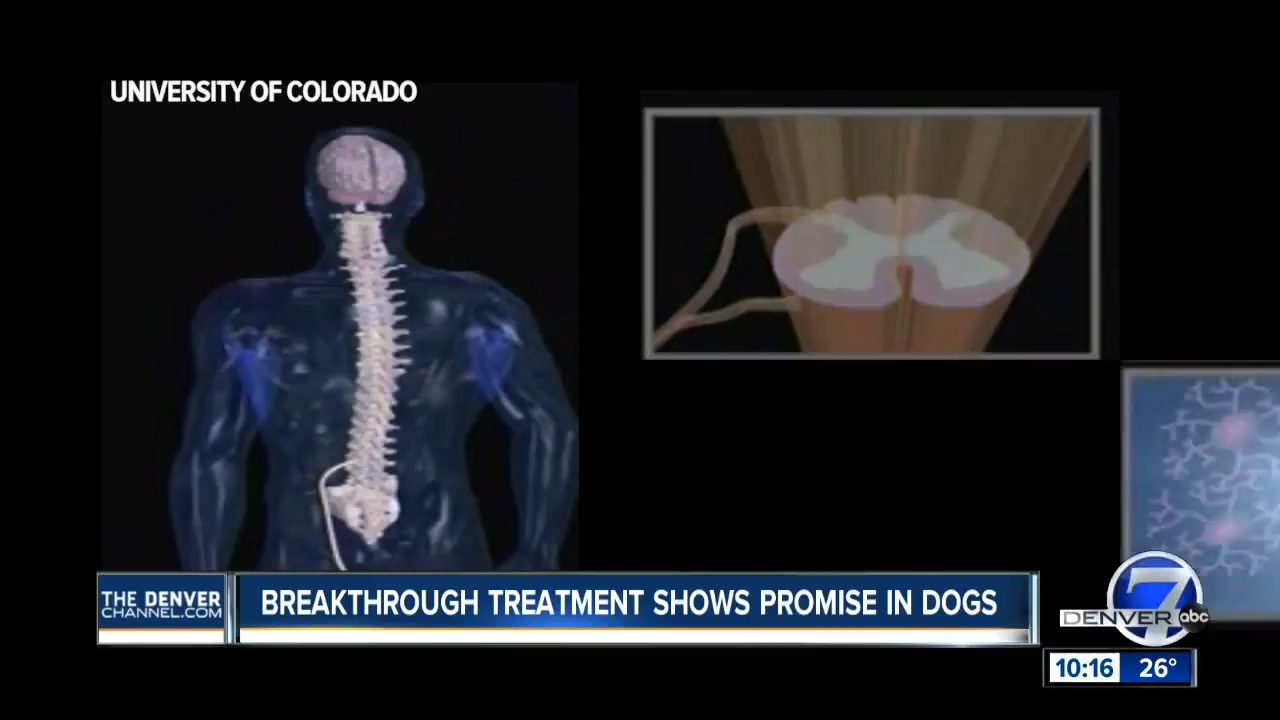 UNIVERSITY OF COLORADO
THE DENVER
CHANNEL.COM
BREAKTHROUGH TREATMENT SHOWS PROMISE IN DOGS
7
DENVER abc
10:16 26°